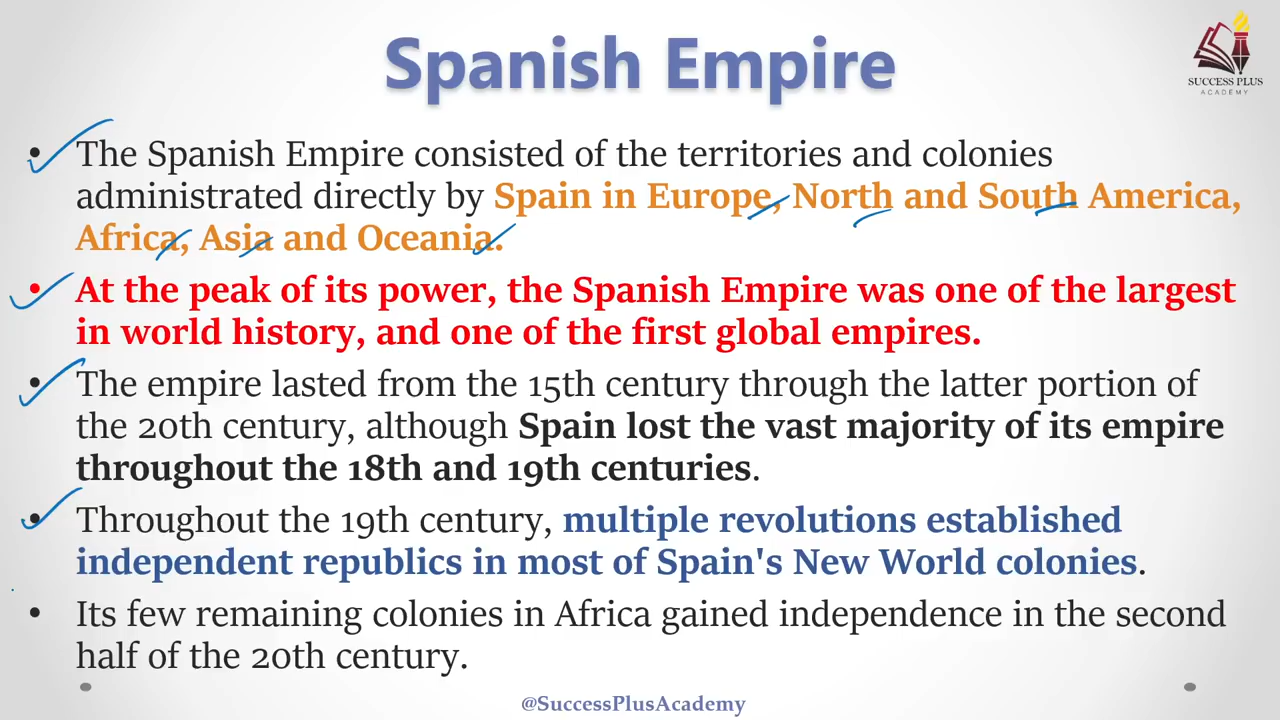 Spanish Empire
SUCCESS PLUS
ACADEMY
• The Spanish Empire consisted of the territories and colonies
administrated directly by Spain in Europe, North and South America,
Africa, Asia and Oceania.
• At the peak of its power, the Spanish Empire was one of the largest
in world history, and one of the first global empires.
• The empire lasted from the 15th century through the latter portion of
the 20th century, although Spain lost the vast majority of its empire
throughout the 18th and 19th centuries.
• Throughout the 19th century, multiple revolutions established
independent republics in most of Spain's New World colonies.
• Its few remaining colonies in Africa gained independence in the second
half of the 20th century.
@SuccessPlusAcademy